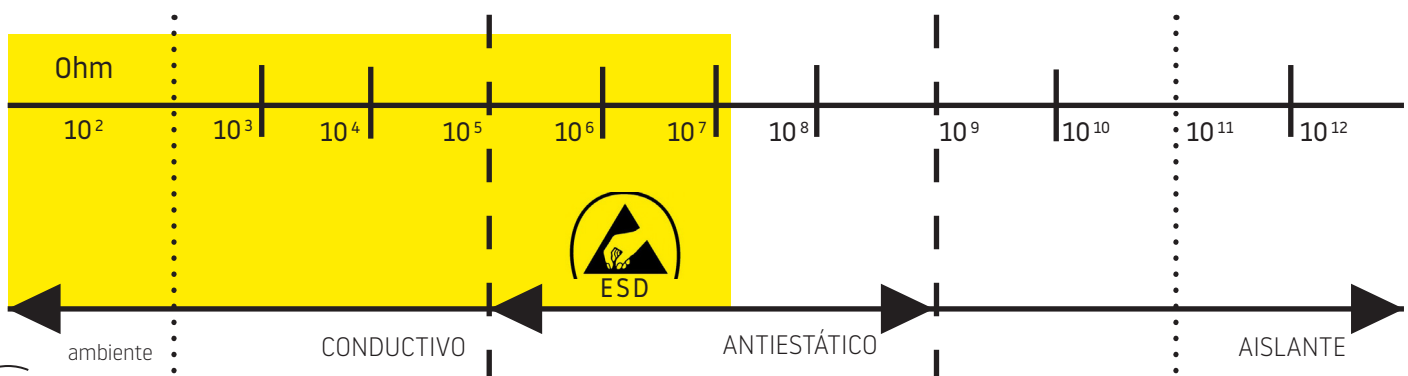 Ohm
10² 10³ 10⁴ 10⁵ 10⁶ 10⁷ 10⁸ 10⁹ 10¹⁰ 10¹¹ 10¹²
ESD
ambiente CONDUCTIVO ANTIESTÁTICO AISLANTE